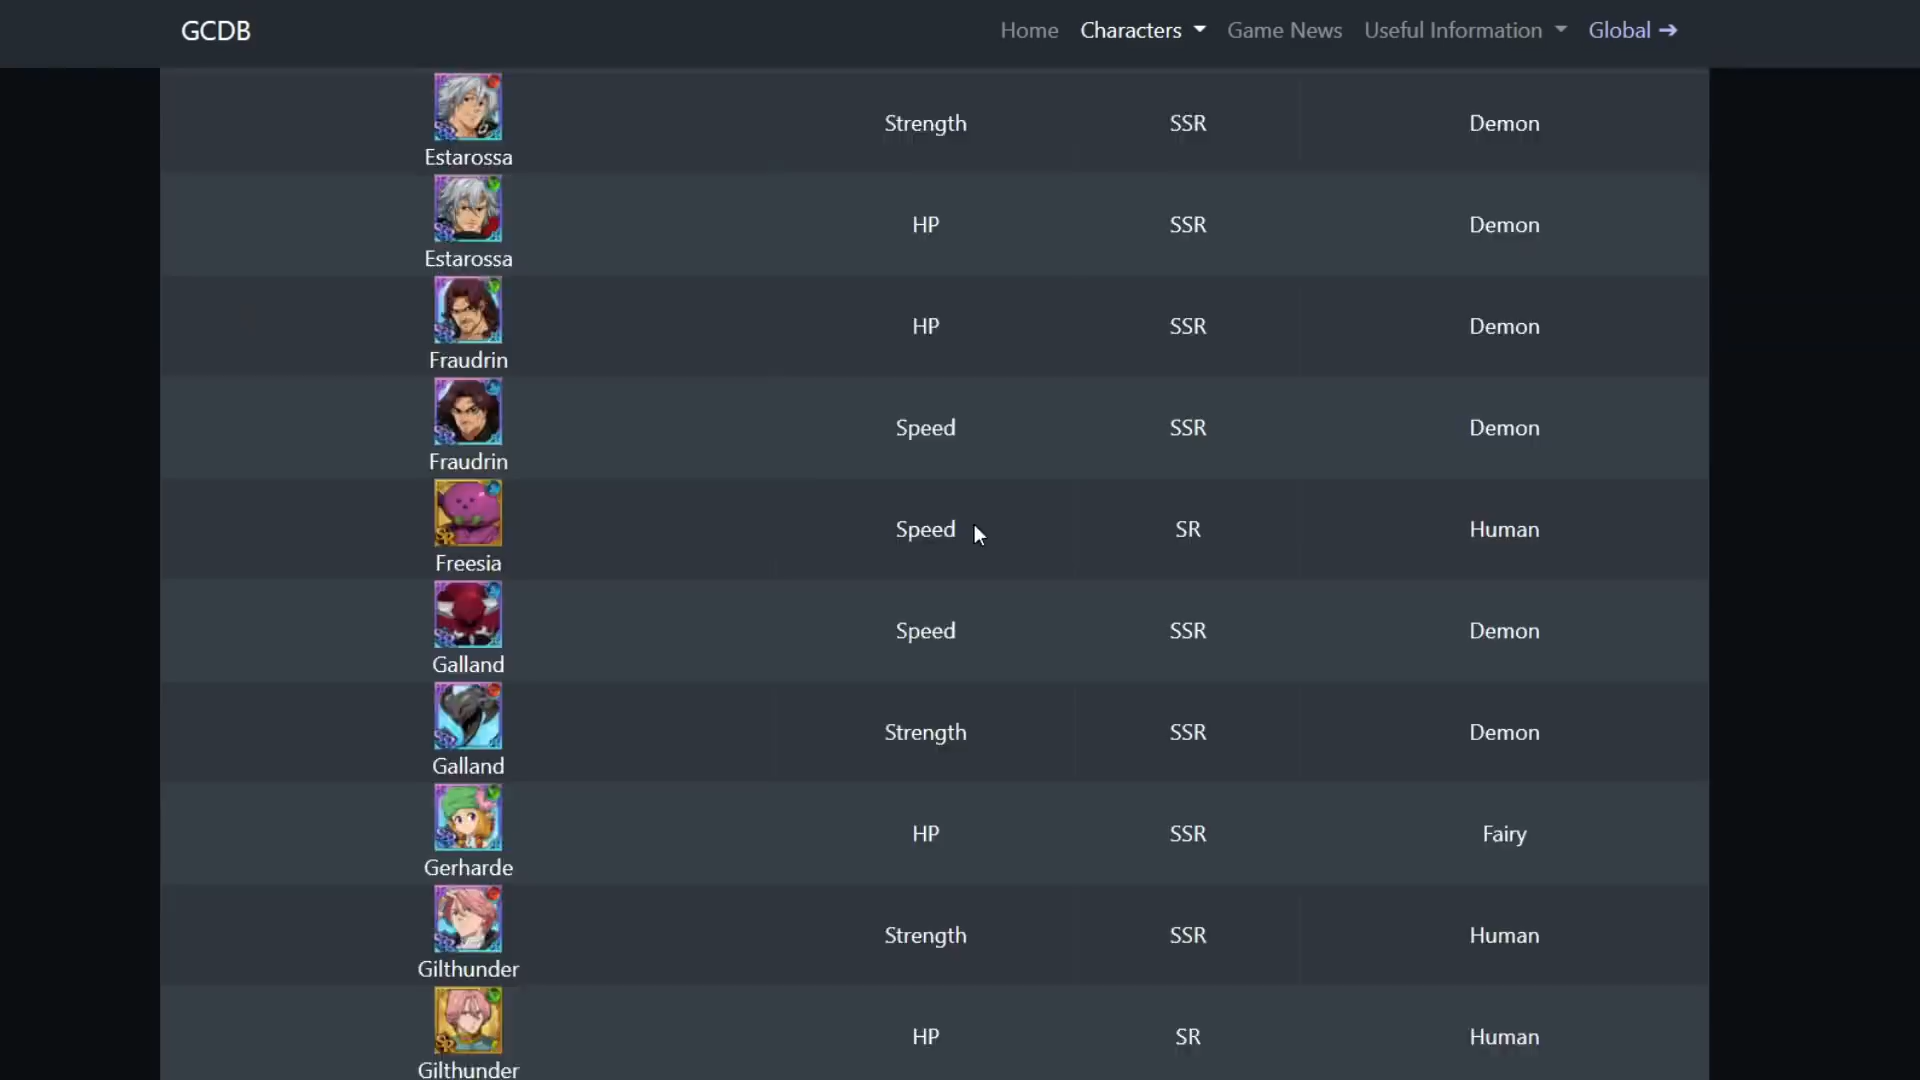 GCDB Home Characters Game News Useful Information Global ➔
Strength SSR Demon
Estarossa
HP SSR Demon
Estarossa
HP SSR Demon
Fraudrin
Speed SSR Demon
Fraudrin
Speed SR Human
Freesia
Speed SSR Demon
Galland
Strength SSR Demon
Galland
HP SSR Fairy
Gerharde
Strength SSR Human
Gilthunder
HP SR Human
Gilthunder